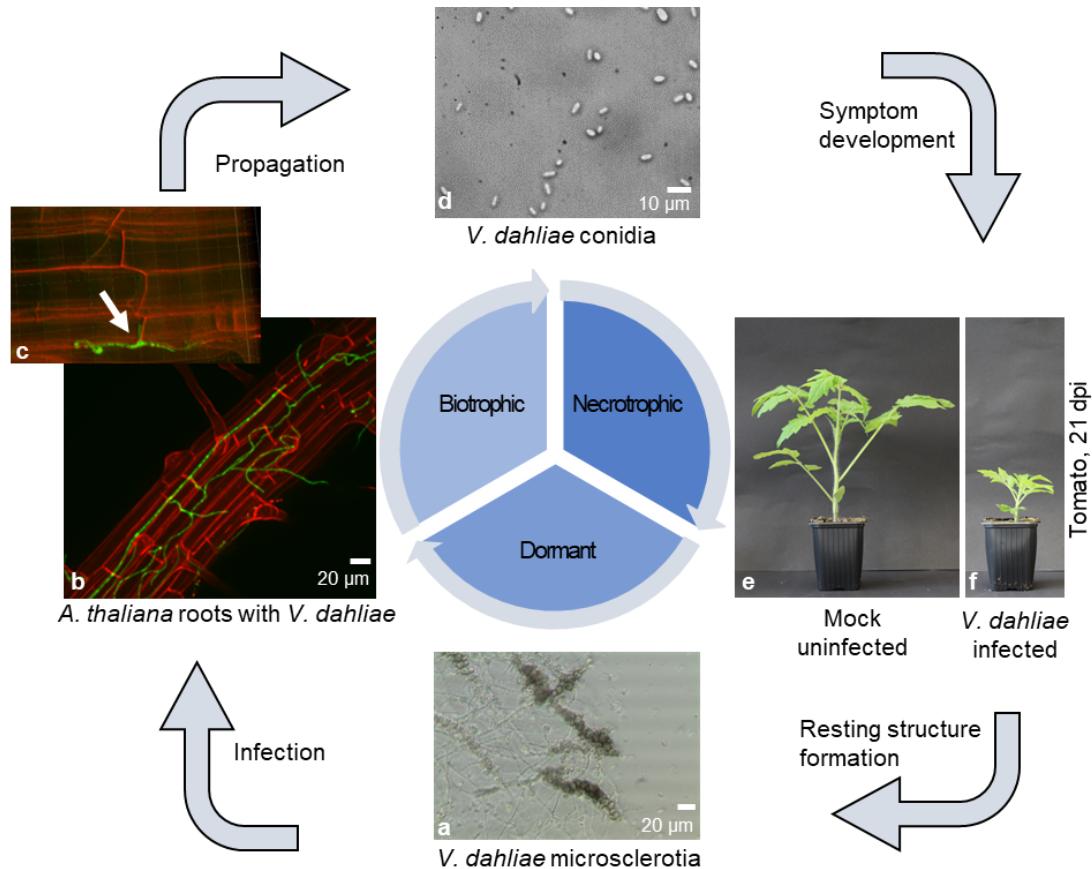 d
10 µm
V. dahliae conidia
Propagation
Symptom
development
c
b
20 µm
A. thaliana roots with V. dahliae
Biotrophic
Necrotrophic
Dormant
e
f
Tomato, 21 dpi
Mock
uninfected
V. dahliae
infected
Infection
a
20 µm
V. dahliae microsclerotia
Resting structure
formation